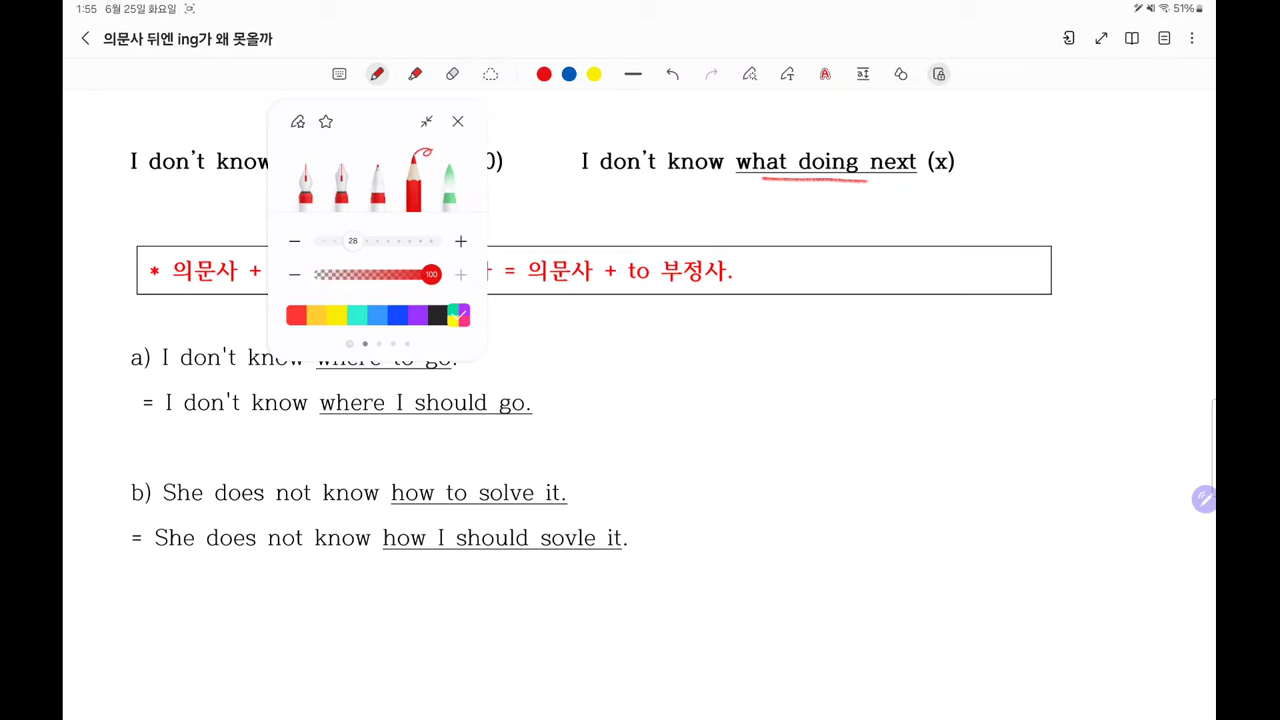 1:55 6월 25일 화요일 51%
의문사 뒤엔 ing가 왜 못올까
I don't know 0) I don't know what doing next (x)
28
* 의문사 + = 의문사 + to 부정사.
100
a) I don't know where to go.
= I don't know where I should go.
b) She does not know how to solve it.
= She does not know how I should sovle it.